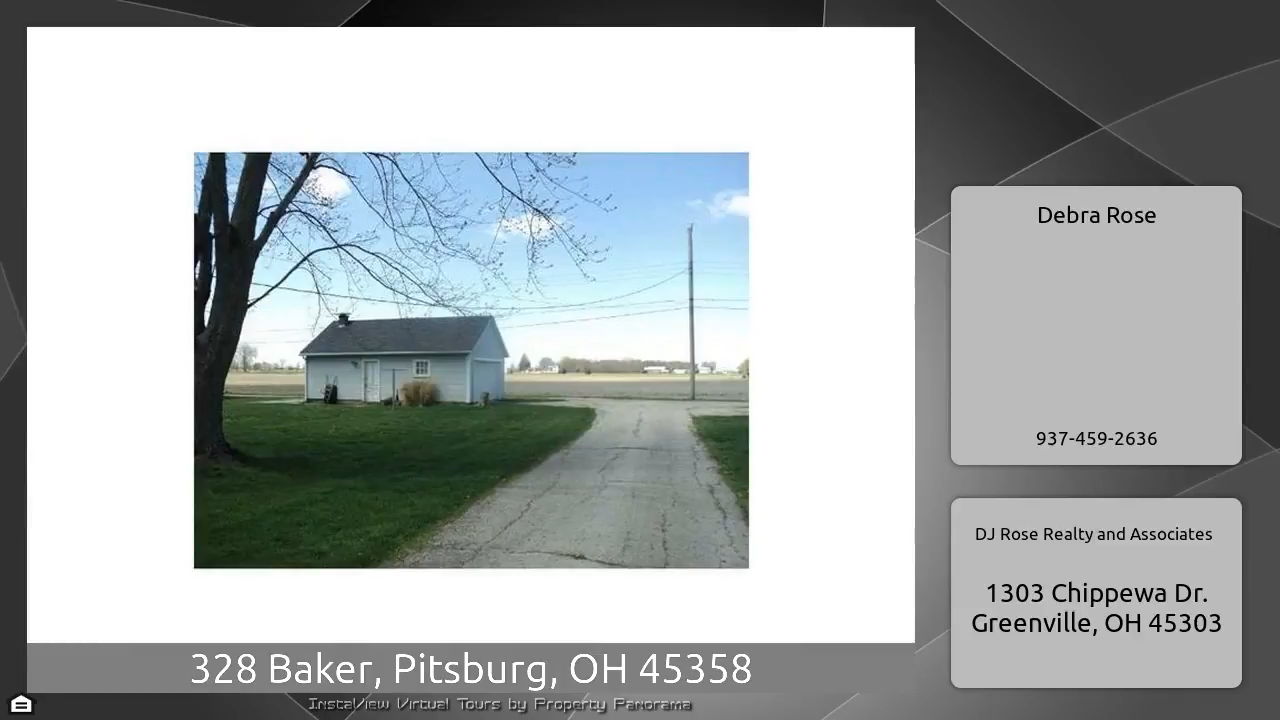 Debra Rose
937-459-2636
DJ Rose Realty and Associates
1303 Chippewa Dr.
Greenville, OH 45303
328 Baker, Pitsburg, OH 45358
InstaView Virtual Tours by Property Panorama